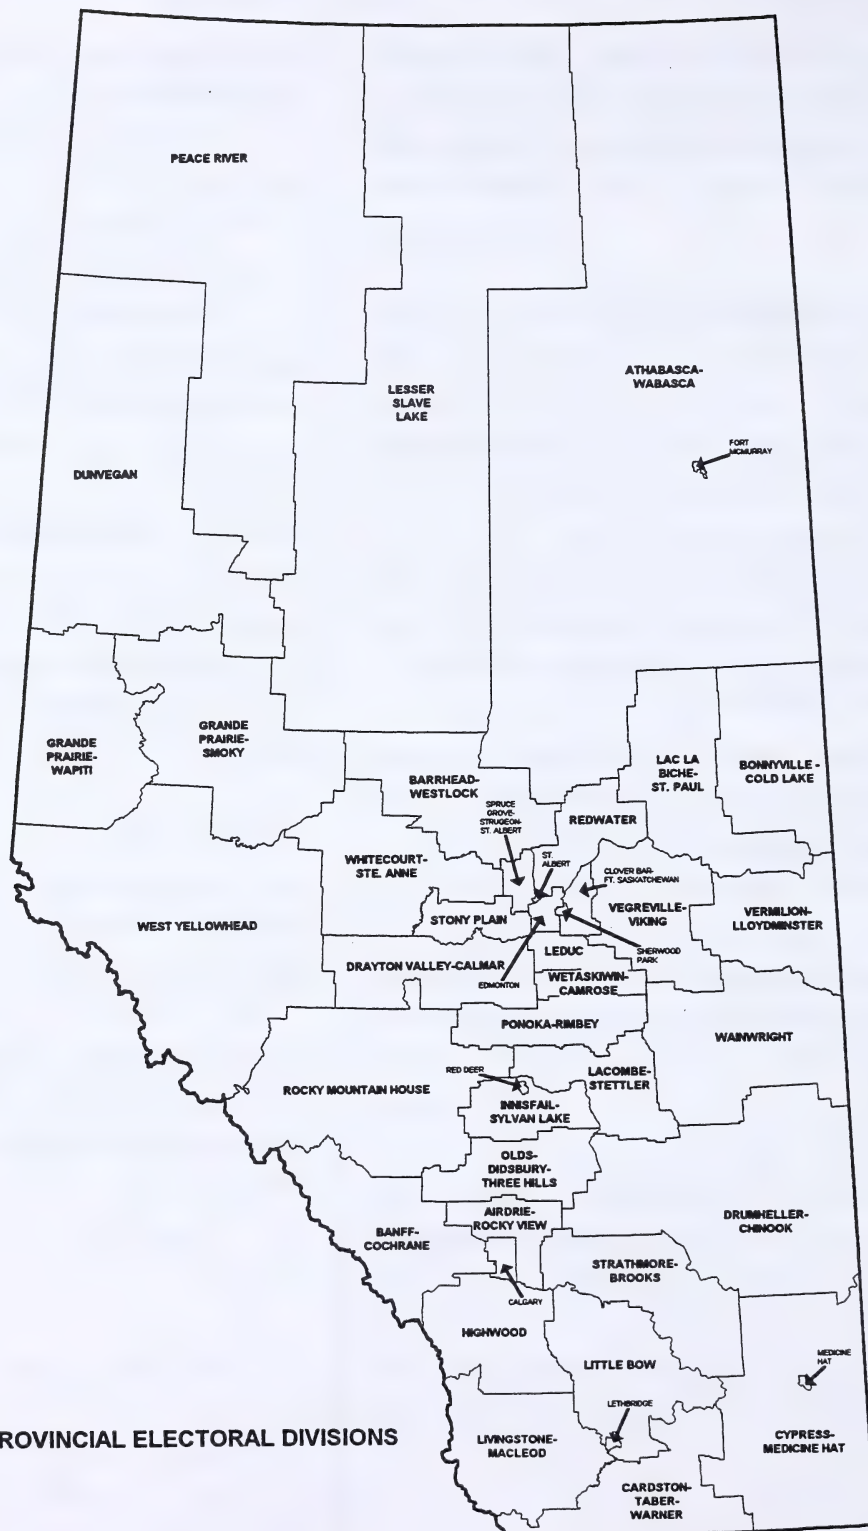 PEACE RIVER
ATHABASCA-
WABASCA
LESSER
SLAVE
LAKE
FORT
MCMURRAY
DUNVEGAN
GRANDE
PRAIRIE-
SMOKY
GRANDE
PRAIRIE-
WAPITI
LAC LA
BICHE-
ST. PAUL
BONNYVILLE -
COLD LAKE
BARRHEAD-
WESTLOCK
SPRUCE
GROVE-
STRUGEON-
ST. ALBERT
REDWATER
ST.
ALBERT
WHITECOURT-
STE. ANNE
CLOVER BAR-
FT. SASKATCHEWAN
VEGREVILLE-
VIKING
VERMILION-
LLOYDMINSTER
STONY PLAIN
WEST YELLOWHEAD
LEDUC
SHERWOOD
PARK
DRAYTON VALLEY-CALMAR
EDMONTON
WETASKIWIN-
CAMROSE
PONOKA-RIMBEY
WAINWRIGHT
RED DEER
LACOMBE-
STETTLER
ROCKY MOUNTAIN HOUSE
INNISFAIL-
SYLVAN LAKE
OLDS-
DIDSBURY-
THREE HILLS
AIRDRIE-
ROCKY VIEW
DRUMHELLER-
CHINOOK
BANFF-
COCHRANE
STRATHMORE-
BROOKS
CALGARY
HIGHWOOD
LITTLE BOW
MEDICINE
HAT
LETHBRIDGE
ROVINCIAL ELECTORAL DIVISIONS
LIVINGSTONE-
MACLEOD
CYPRESS-
MEDICINE HAT
CARDSTON-
TABER-
WARNER